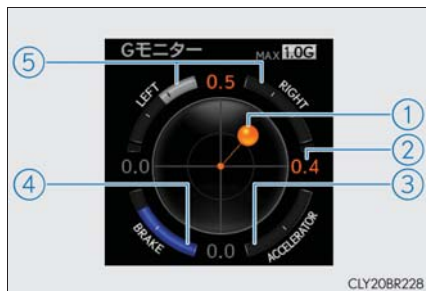 Gモニター
MAX 1.0G
⑤
LEFT
0.5
RIGHT
①
②
0.0
0.4
④
③
BRAKE
0.0
ACCELERATOR
CLY20BR228